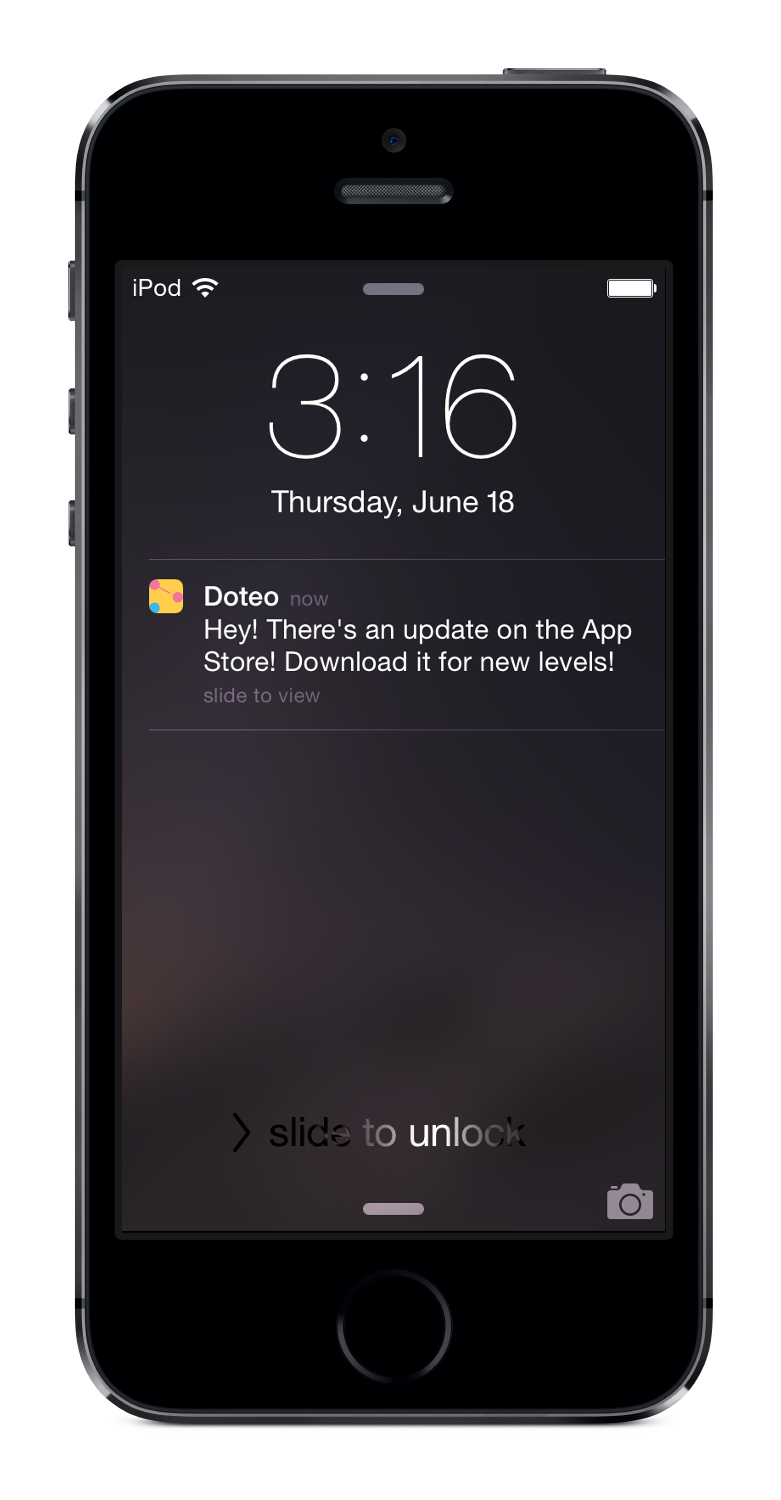 iPod
3:16
Thursday, June 18
Doteo now
Hey! There's an update on the App
Store! Download it for new levels!
slide to view
slide to unlock